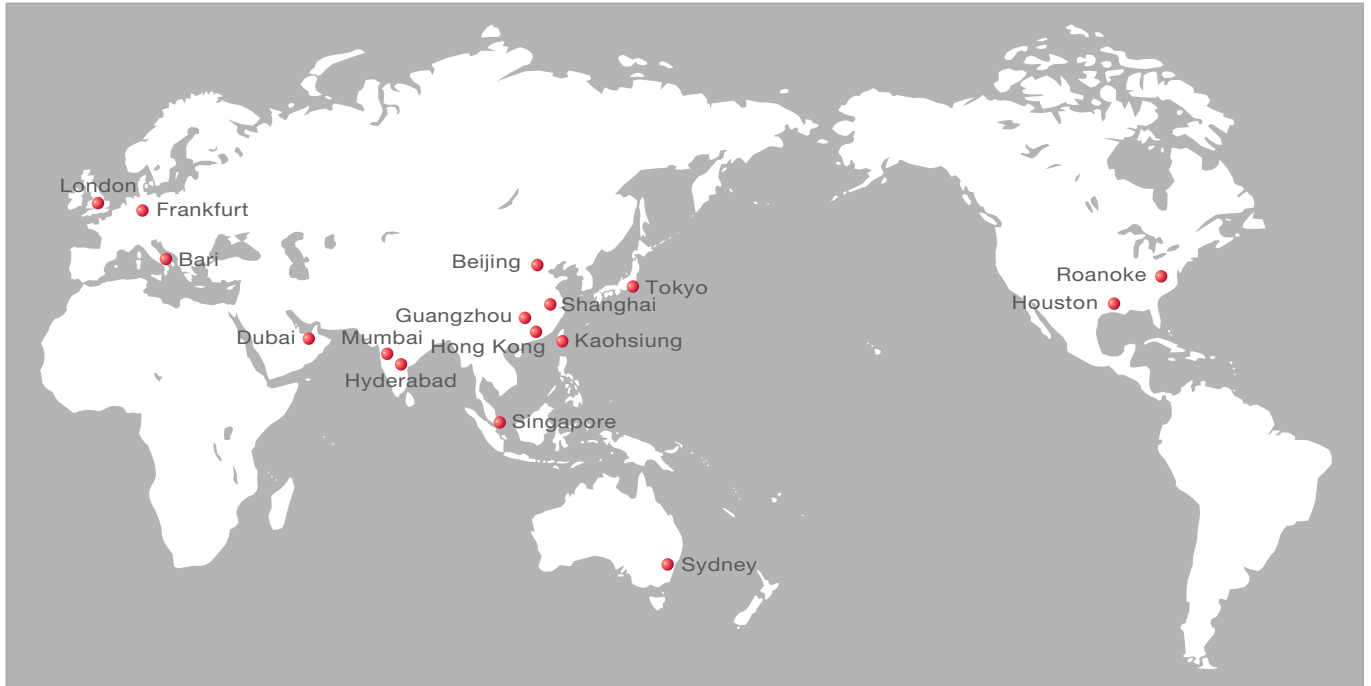 London
Frankfurt
Bari
Beijing
Roanoke
Tokyo
Houston
Shanghai
Guangzhou
Dubai
Mumbai
Hong Kong
Kaohsiung
Hyderabad
Singapore
Sydney